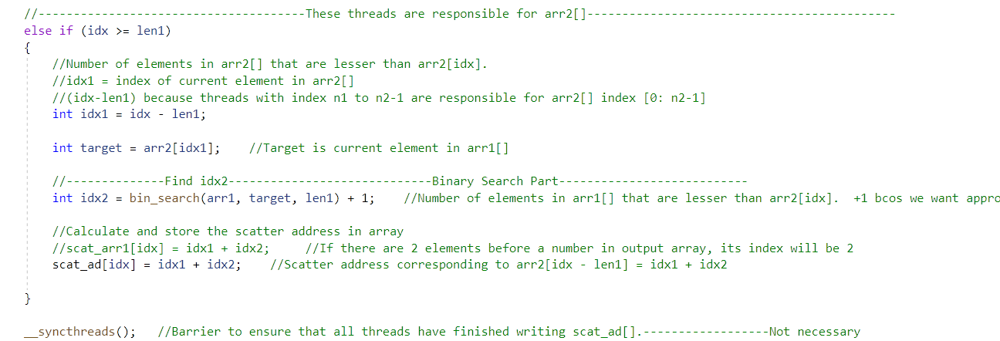 //--------------------------------------These threads are responsible for arr2[]--------------------------------------------
else if (idx >= len1)
{
//Number of elements in arr2[] that are lesser than arr2[idx].
//idx1 = index of current element in arr2[]
//(idx-len1) because threads with index n1 to n2-1 are responsible for arr2[] index [0: n2-1]
int idx1 = idx - len1;
int target = arr2[idx1];    //Target is current element in arr1[]
//--------------Find idx2-----------------------------Binary Search Part---------------------------
int idx2 = bin_search(arr1, target, len1) + 1;    //Number of elements in arr1[] that are lesser than arr2[idx].  +1 bcos we want appro
//Calculate and store the scatter address in array
//scat_arr1[idx] = idx1 + idx2;     //If there are 2 elements before a number in output array, its index will be 2
scat_ad[idx] = idx1 + idx2;    //Scatter address corresponding to arr2[idx - len1] = idx1 + idx2
}
__syncthreads();   //Barrier to ensure that all threads have finished writing scat_ad[].------------------Not necessary